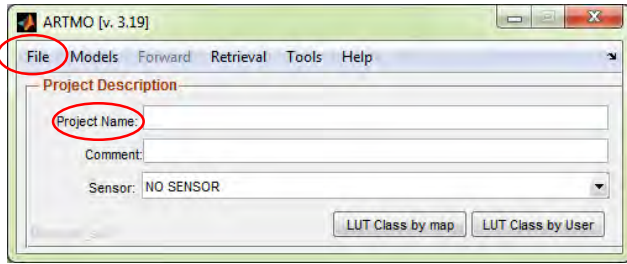 ARTMO [v. 3.19]
File Models Forward Retrieval Tools Help
Project Description
Project Name:
Comment:
Sensor: NO SENSOR
LUT Class by map LUT Class by User